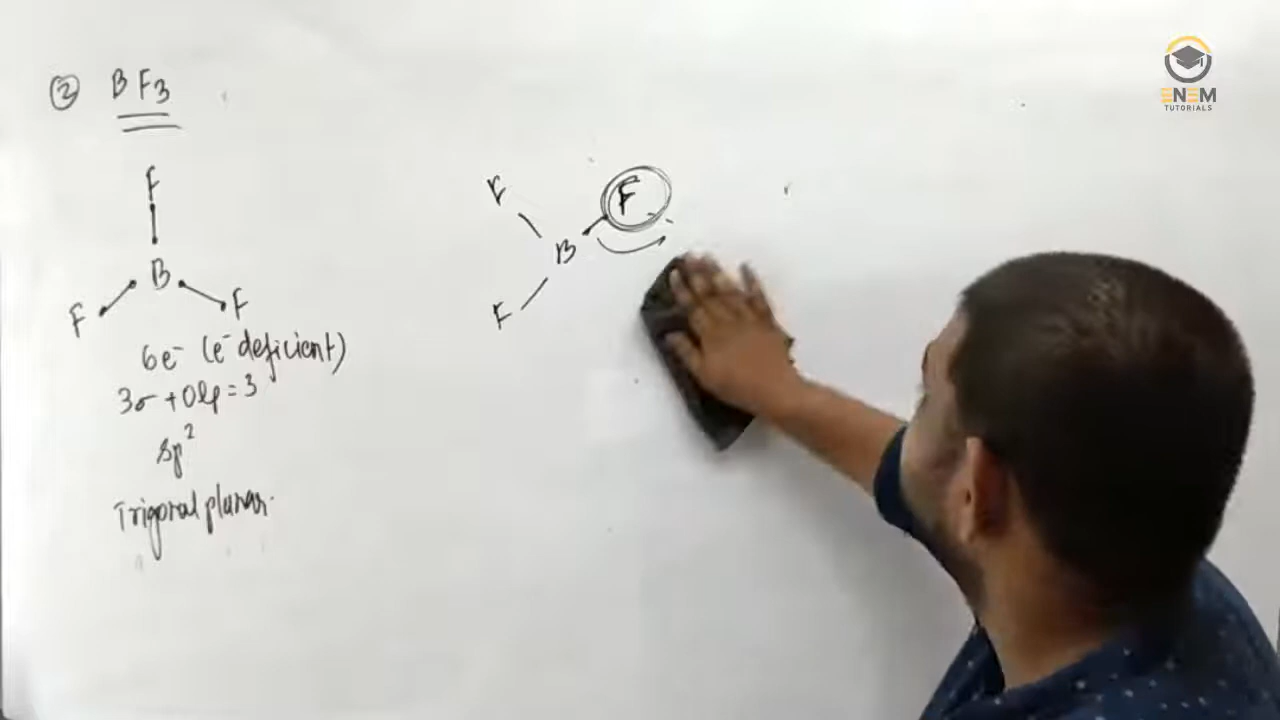 ② BF3
F
B
F F
6e⁻ (e⁻ deficient)
3σ + 0lp = 3
sp²
Trigonal planar.
F F
B
F
ENEM
TUTORIALS